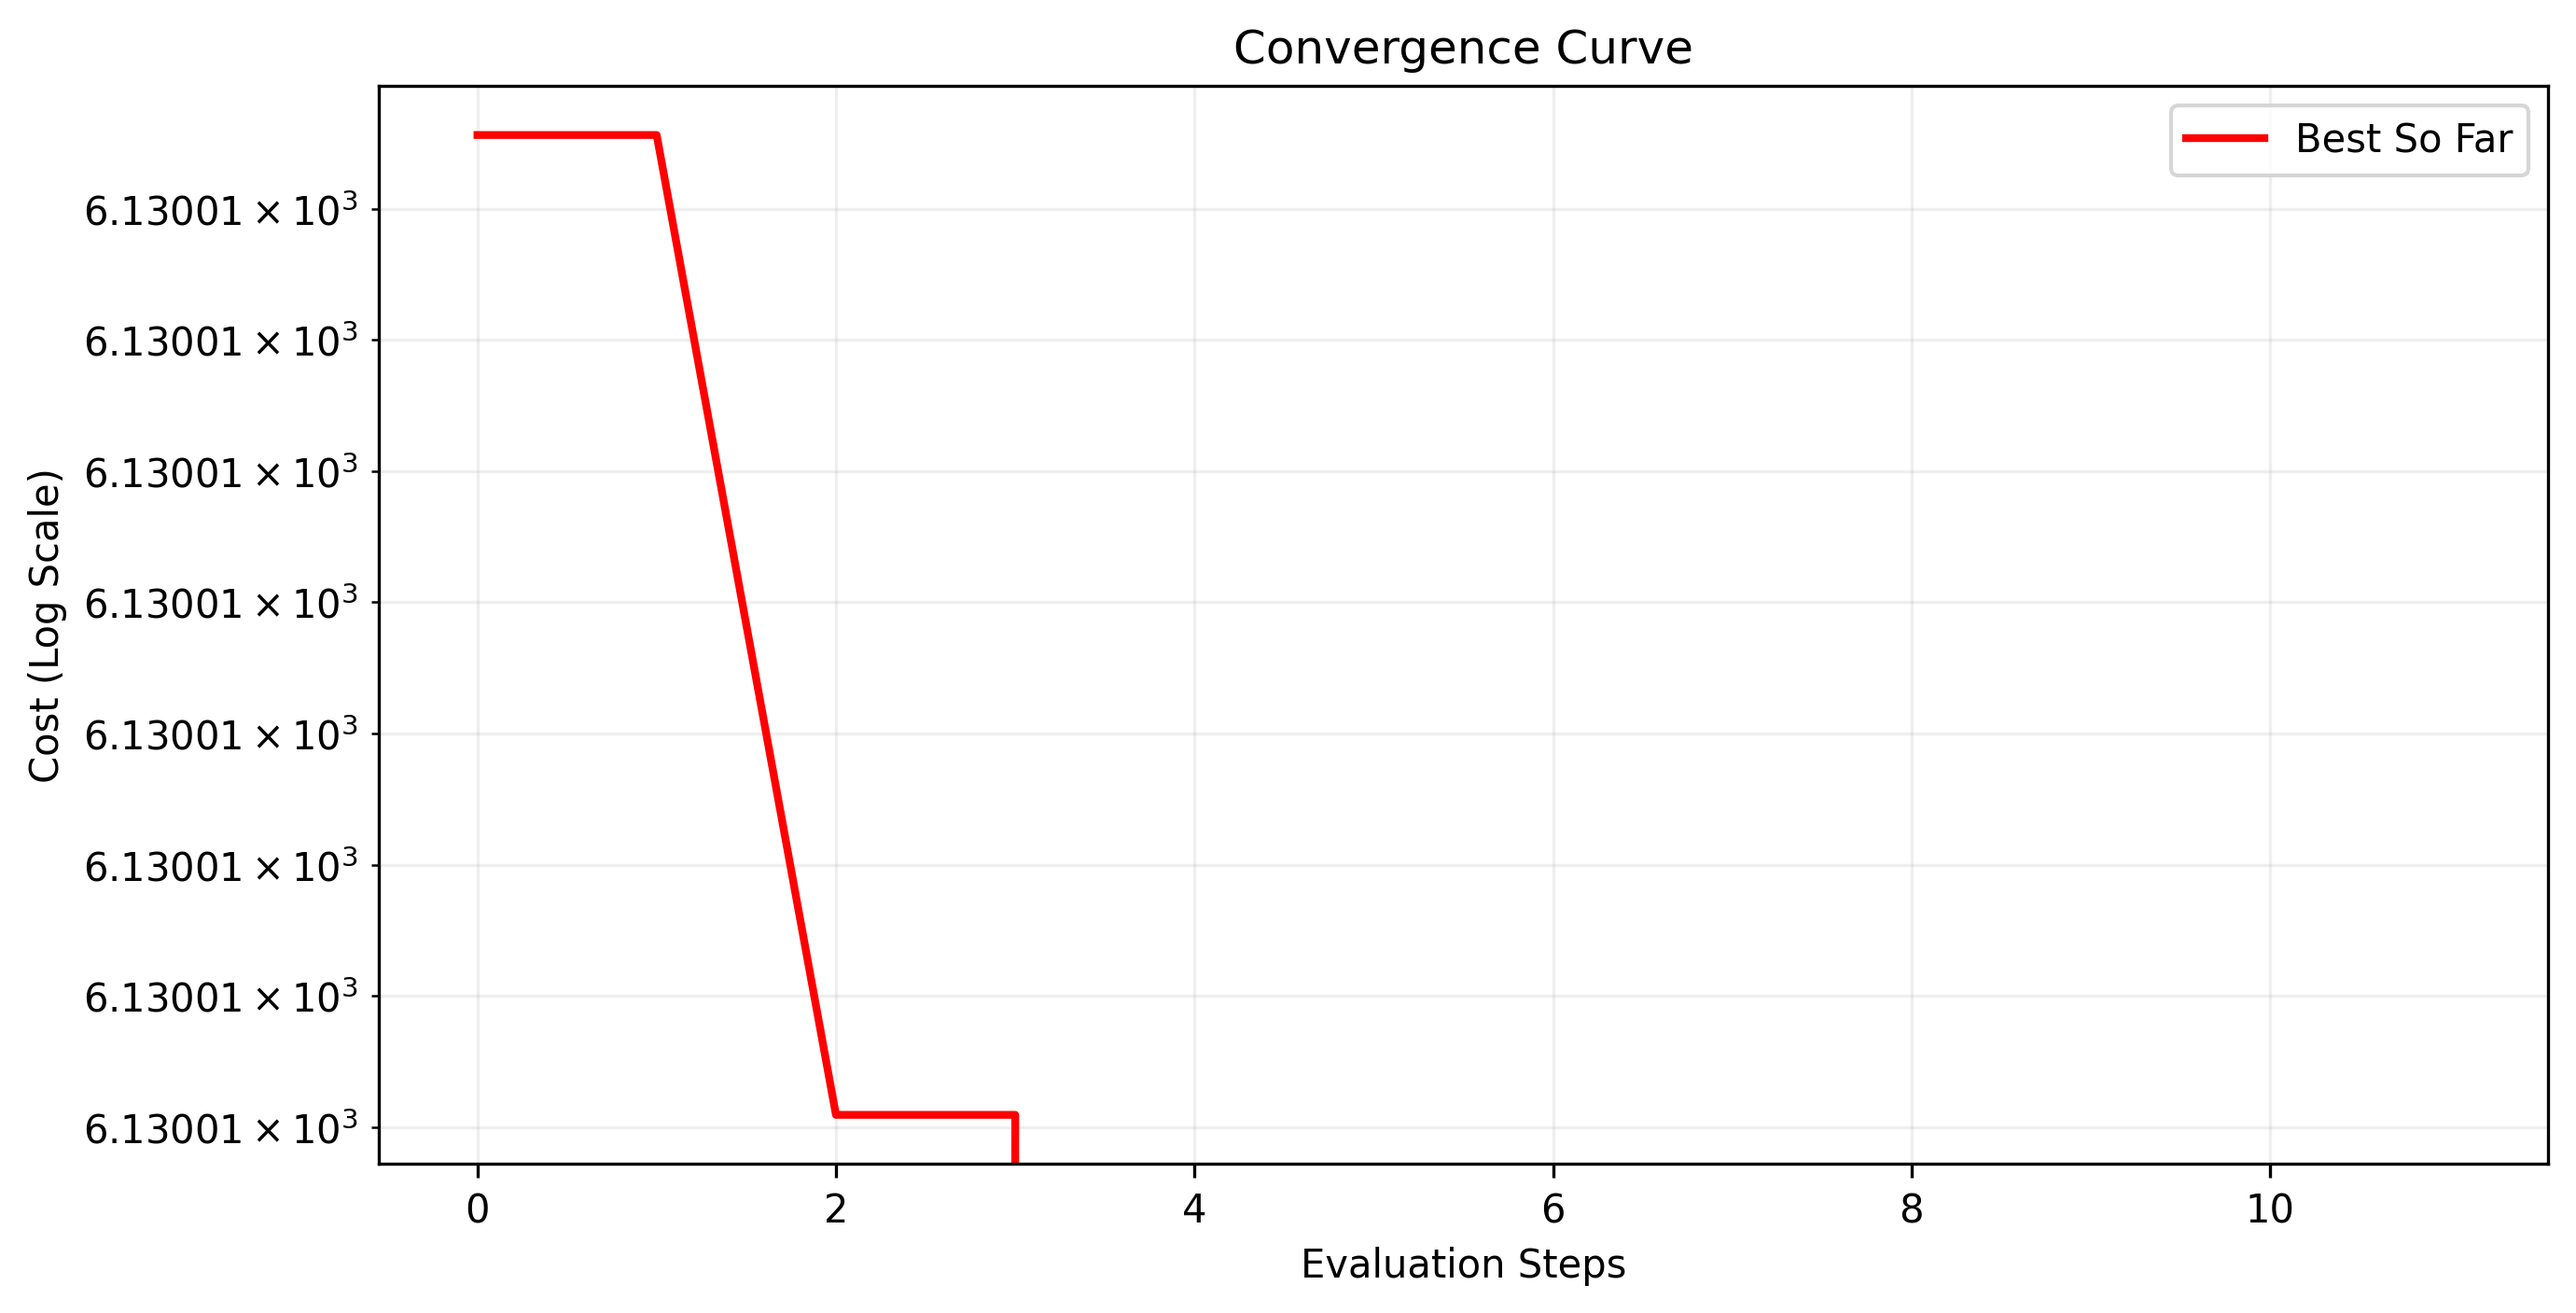 Convergence Curve
Best So Far
6.13001 × 10³
6.13001 × 10³
6.13001 × 10³
6.13001 × 10³
6.13001 × 10³
6.13001 × 10³
6.13001 × 10³
6.13001 × 10³
Cost (Log Scale)
0 2 4 6 8 10
Evaluation Steps